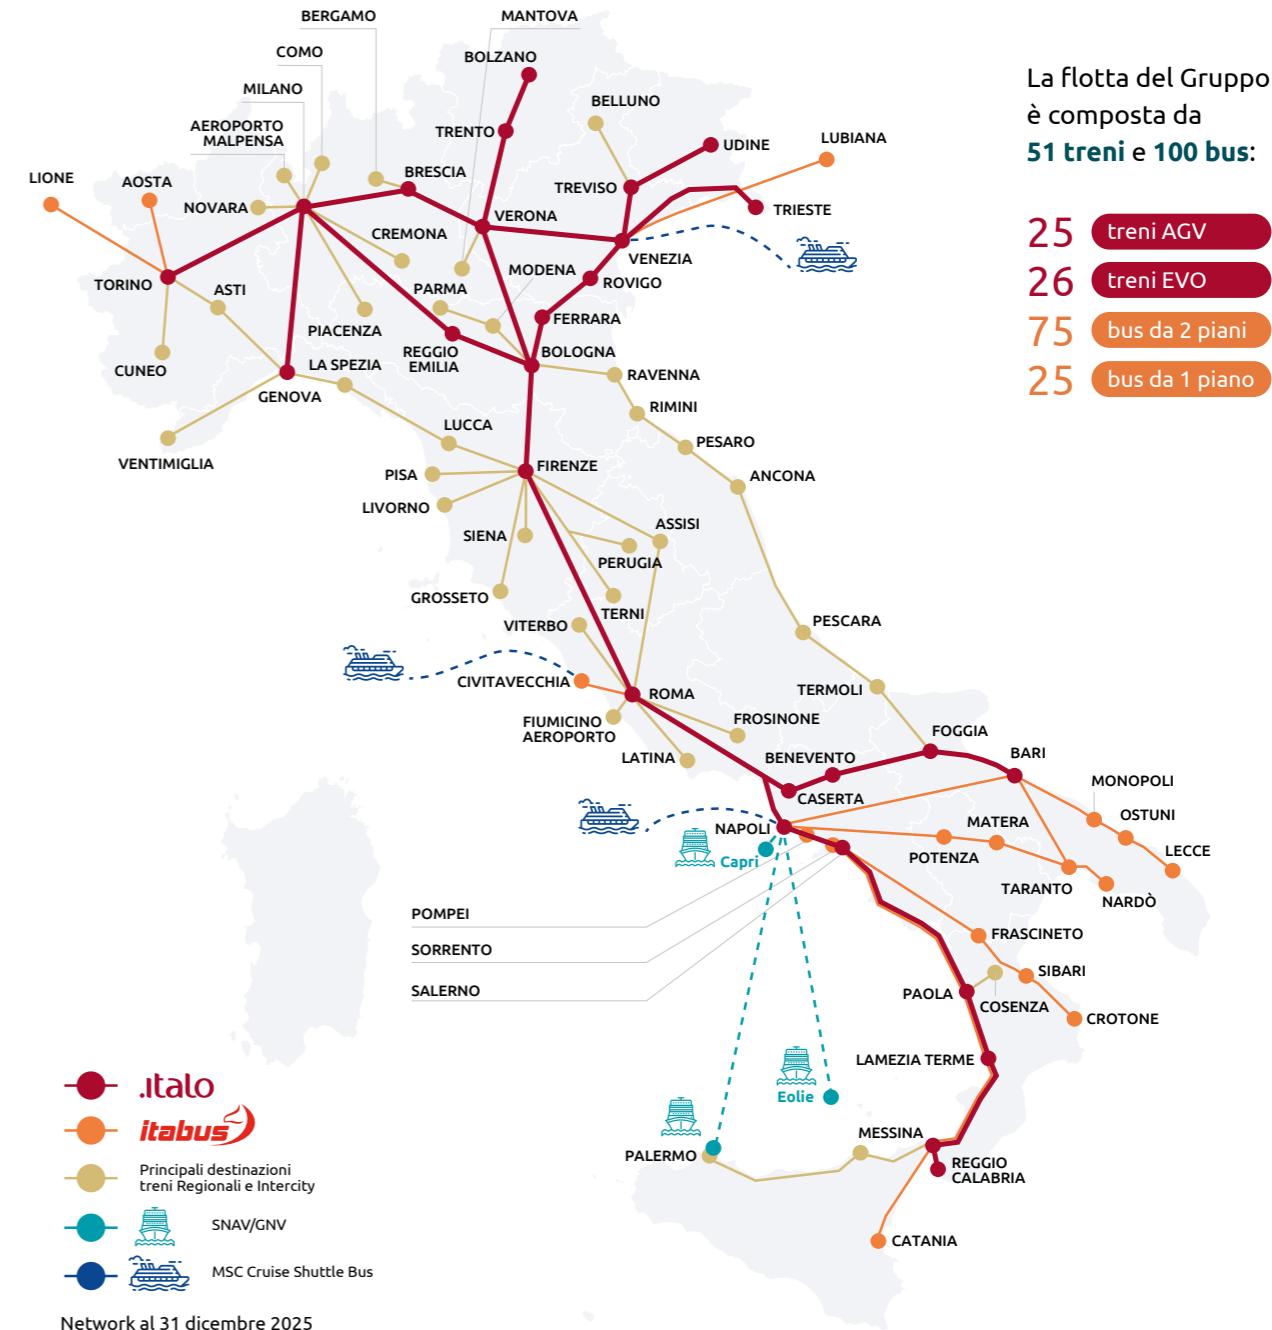 BERGAMO
MANTOVA
COMO
BOLZANO
MILANO
BELLUNO
AEROPORTO
MALPENSA
TRENTO
UDINE
LUBIANA
LIONE
AOSTA
BRESCIA
TREVISO
NOVARA
VERONA
TRIESTE
CREMONA
VENEZIA
MODENA
ROVIGO
TORINO
ASTI
PARMA
FERRARA
PIACENZA
REGGIO
EMILIA
BOLOGNA
CUNEO
LA SPEZIA
RAVENNA
GENOVA
RIMINI
LUCCA
PESARO
VENTIMIGLIA
FIRENZE
PISA
ANCONA
LIVORNO
SIENA
ASSISI
PERUGIA
GROSSETO
TERNI
VITERBO
PESCARA
CIVITAVECCHIA
ROMA
TERMOLI
FIUMICINO
AEROPORTO
FROSINONE
LATINA
BENEVENTO
FOGGIA
BARI
CASERTA
MONOPOLI
NAPOLI
MATERA
OSTUNI
Capri
POTENZA
LECCE
TARANTO
NARDÒ
POMPEI
FRASCINETO
SORRENTO
SIBARI
SALERNO
PAOLA
COSENZA
CROTONE
LAMEZIA TERME
Eolie
MESSINA
PALERMO
REGGIO
CALABRIA
CATANIA
La flotta del Gruppo
è composta da
51 treni e 100 bus:
25 treni AGV
26 treni EVO
75 bus da 2 piani
25 bus da 1 piano
.italo
itabus
Principali destinazioni
treni Regionali e Intercity
SNAV/GNV
MSC Cruise Shuttle Bus
Network al 31 dicembre 2025